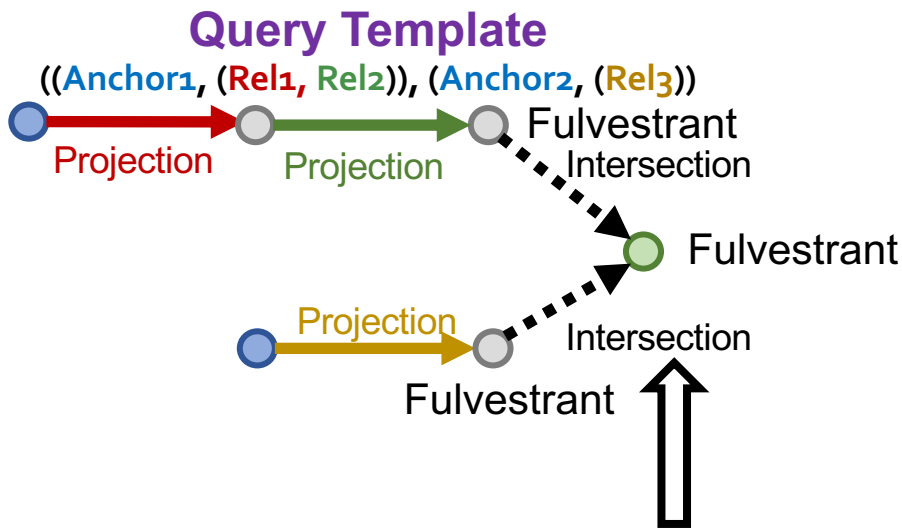 Query Template
((Anchor1, (Rel1, Rel2)), (Anchor2, (Rel3))
Fulvestrant
Projection
Projection
Intersection
Fulvestrant
Projection
Intersection
Fulvestrant